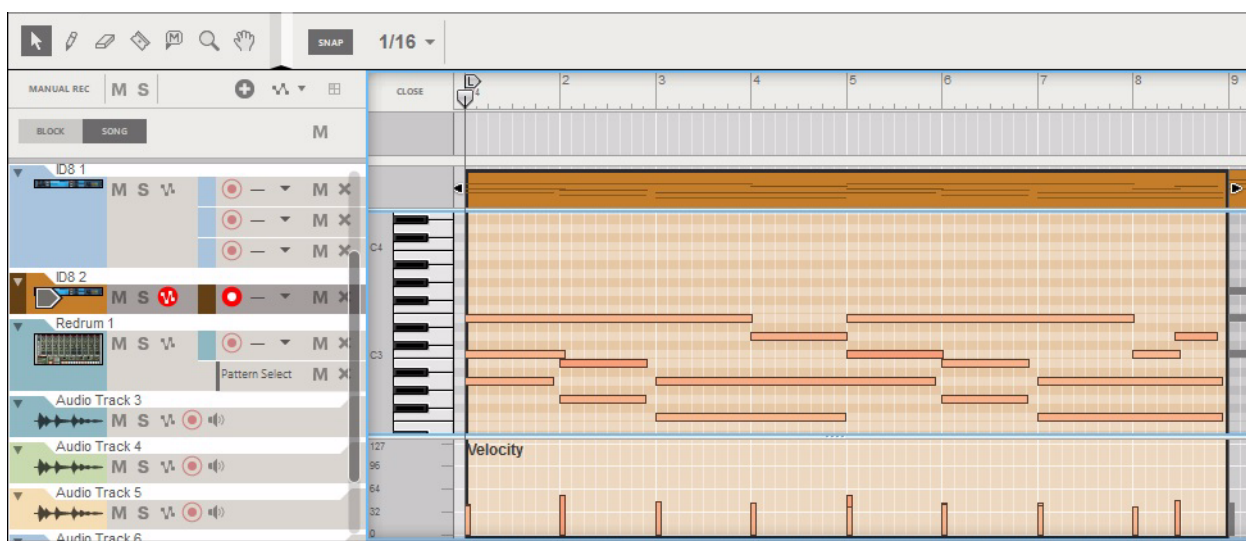 SNAP 1/16
MANUAL REC M S
CLOSE
L 2 3 4 5 6 7 8 9
4
BLOCK SONG M
ID8 1
M S M
M
M
C4
ID8 2
M S M
Redrum 1
M S M
C3
Pattern Select M
Audio Track 3
M S
Audio Track 4
M S
127
Velocity
96
Audio Track 5
64
M S
32
Audio Track 6
0